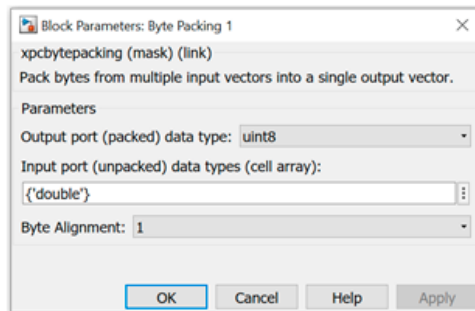 Block Parameters: Byte Packing 1
xpcbytepacking (mask) (link)
Pack bytes from multiple input vectors into a single output vector.
Parameters
Output port (packed) data type: uint8
Input port (unpacked) data types (cell array):
{'double'}
Byte Alignment: 1
OK Cancel Help Apply